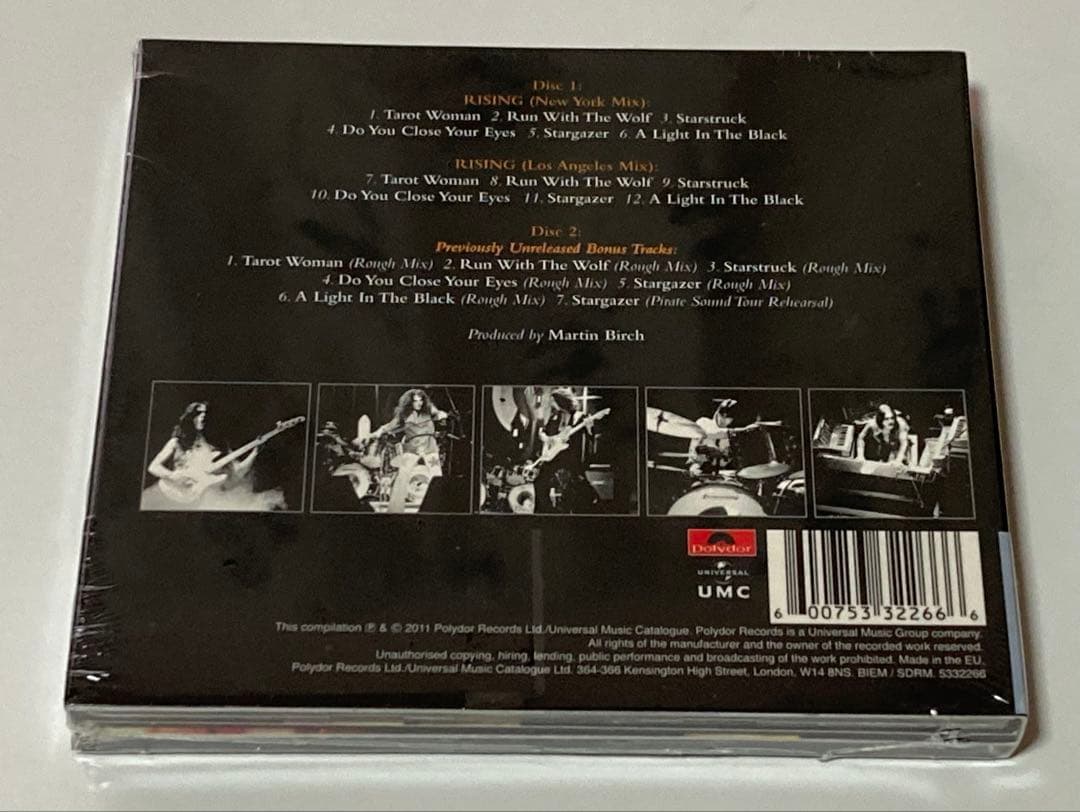 Disc 1:
RISING (New York Mix):
1. Tarot Woman 2. Run With The Wolf 3. Starstruck
4. Do You Close Your Eyes 5. Stargazer 6. A Light In The Black
RISING (Los Angeles Mix):
7. Tarot Woman 8. Run With The Wolf 9. Starstruck
10. Do You Close Your Eyes 11. Stargazer 12. A Light In The Black
Disc 2:
Previously Unreleased Bonus Tracks:
1. Tarot Woman (Rough Mix) 2. Run With The Wolf (Rough Mix) 3. Starstruck (Rough Mix)
4. Do You Close Your Eyes (Rough Mix) 5. Stargazer (Rough Mix)
6. A Light In The Black (Rough Mix) 7. Stargazer (Pirate Sound Tour Rehearsal)
Produced by Martin Birch
Polydor
UNIVERSAL
UMC
6 00753 32266 6
This compilation ℗ & © 2011 Polydor Records Ltd./Universal Music Catalogue. Polydor Records is a Universal Music Group company.
All rights of the manufacturer and the owner of the recorded work reserved.
Unauthorised copying, hiring, lending, public performance and broadcasting of the work prohibited. Made in the EU.
Polydor Records Ltd./Universal Music Catalogue Ltd. 364-366 Kensington High Street, London, W14 8NS. BIEM / SDRM. 5332266